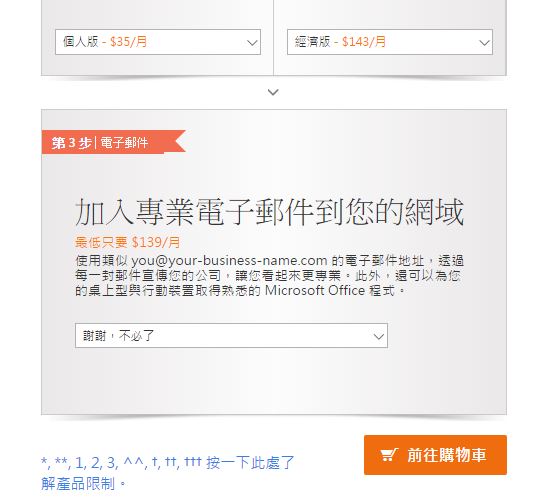 個人版 - $35/月
經濟版 - $143/月
第 3 步 | 電子郵件
加入專業電子郵件到您的網域
最低只要 $139/月
使用類似 you@your-business-name.com 的電子郵件地址，透過
每一封郵件宣傳您的公司，讓您看起來更專業。此外，還可以為您
的桌上型與行動裝置取得熟悉的 Microsoft Office 程式。
謝謝，不必了
*, **, 1, 2, 3, ^^, †, ††, ††† 按一下此處了
解產品限制。
前往購物車